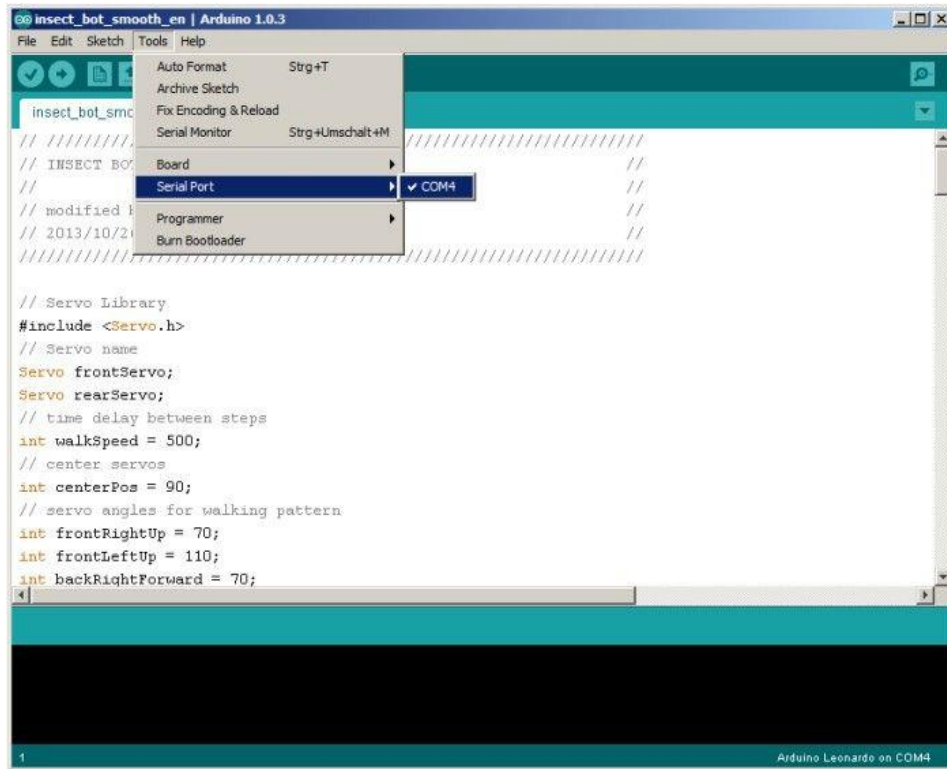 insect_bot_smooth_en | Arduino 1.0.3
File Edit Sketch Tools Help
Auto Format Strg+T
Archive Sketch
Fix Encoding & Reload
Serial Monitor Strg+Umschalt+M
Board
Serial Port
COM4
Programmer
Burn Bootloader
insect_bot_smo
// ///////// /////////////////////////
// INSECT BO //
// //
// modified //
// 2013/10/2 //
/////////////////////////////////////////////////////////////////////
// Servo Library
#include <Servo.h>
// Servo name
Servo frontServo;
Servo rearServo;
// time delay between steps
int walkSpeed = 500;
// center servos
int centerPos = 90;
// servo angles for walking pattern
int frontRightUp = 70;
int frontLeftUp = 110;
int backRightForward = 70;
1
Arduino Leonardo on COM4